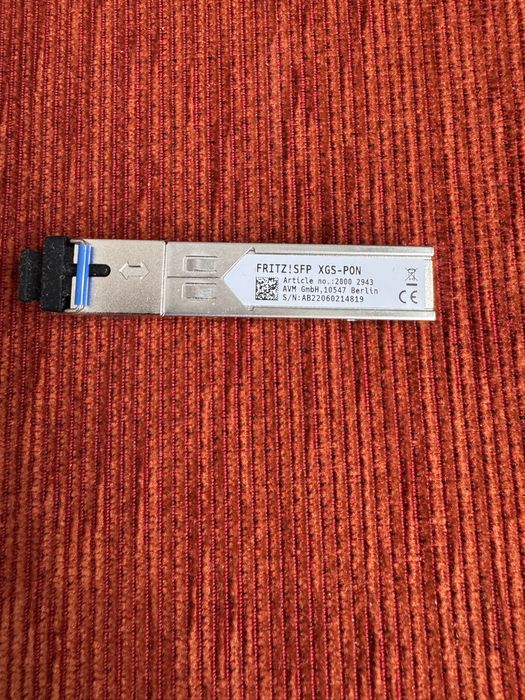 FRITZ!SFP XGS-PON
Article no.:2000 2943
AVM GmbH,10547 Berlin
S/N:AB22060214819
CE